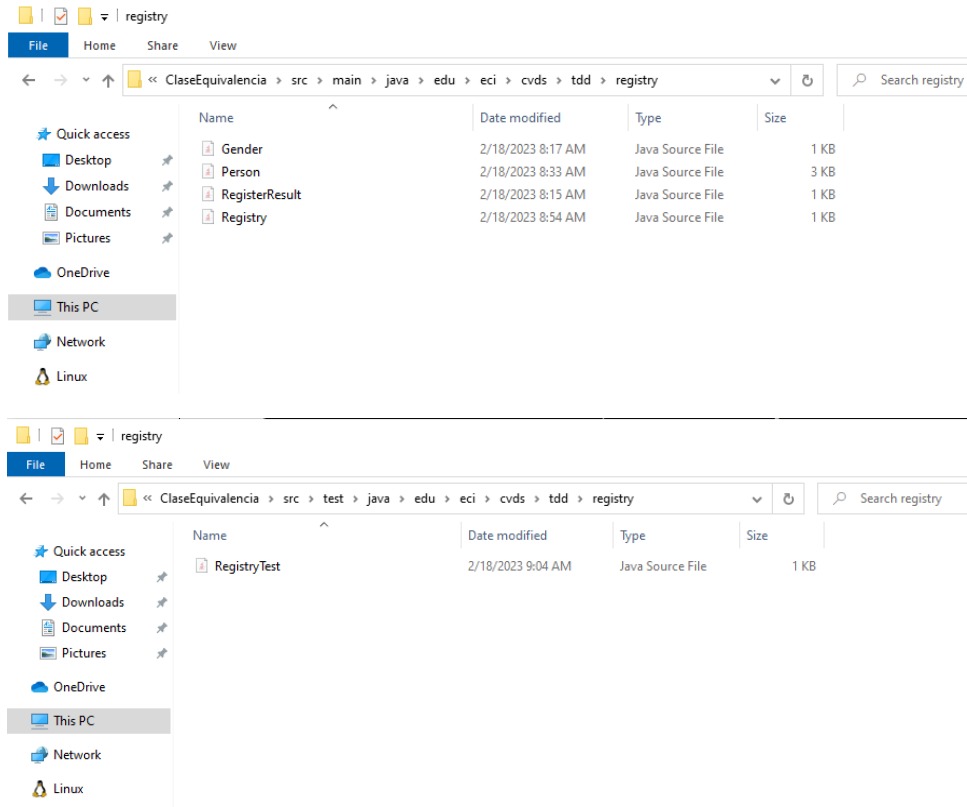 registry
File Home Share View
« ClaseEquivalencia > src > main > java > edu > eci > cvds > tdd > registry Search registry
Name Date modified Type Size
Quick access
Desktop
Downloads
Documents
Pictures
OneDrive
This PC
Network
Linux
Gender 2/18/2023 8:17 AM Java Source File 1 KB
Person 2/18/2023 8:33 AM Java Source File 3 KB
RegisterResult 2/18/2023 8:15 AM Java Source File 1 KB
Registry 2/18/2023 8:54 AM Java Source File 1 KB
registry
File Home Share View
« ClaseEquivalencia > src > test > java > edu > eci > cvds > tdd > registry Search registry
Name Date modified Type Size
Quick access
Desktop
Downloads
Documents
Pictures
OneDrive
This PC
Network
Linux
RegistryTest 2/18/2023 9:04 AM Java Source File 1 KB